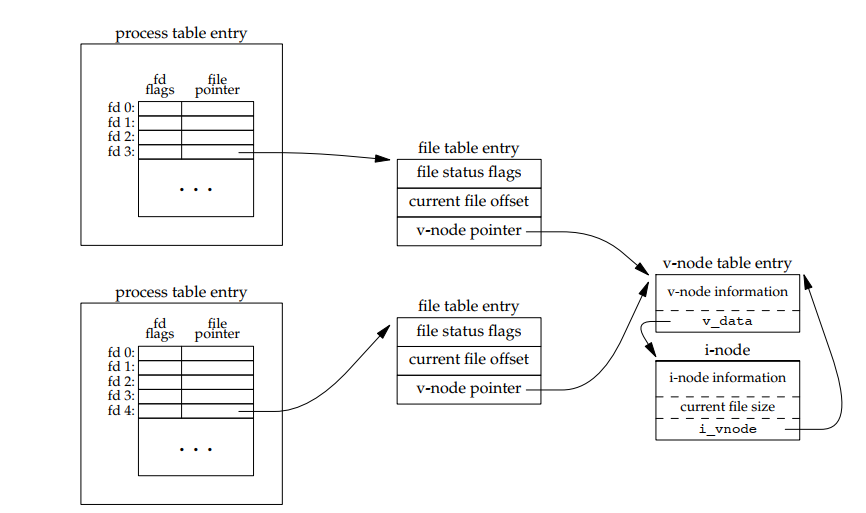 process table entry
fd flags
file pointer
fd 0:
fd 1:
fd 2:
fd 3:
. . .
file table entry
file status flags
current file offset
v-node pointer
v-node table entry
v-node information
v_data
i-node
i-node information
current file size
i_vnode
process table entry
fd flags
file pointer
fd 0:
fd 1:
fd 2:
fd 3:
fd 4:
. . .
file table entry
file status flags
current file offset
v-node pointer